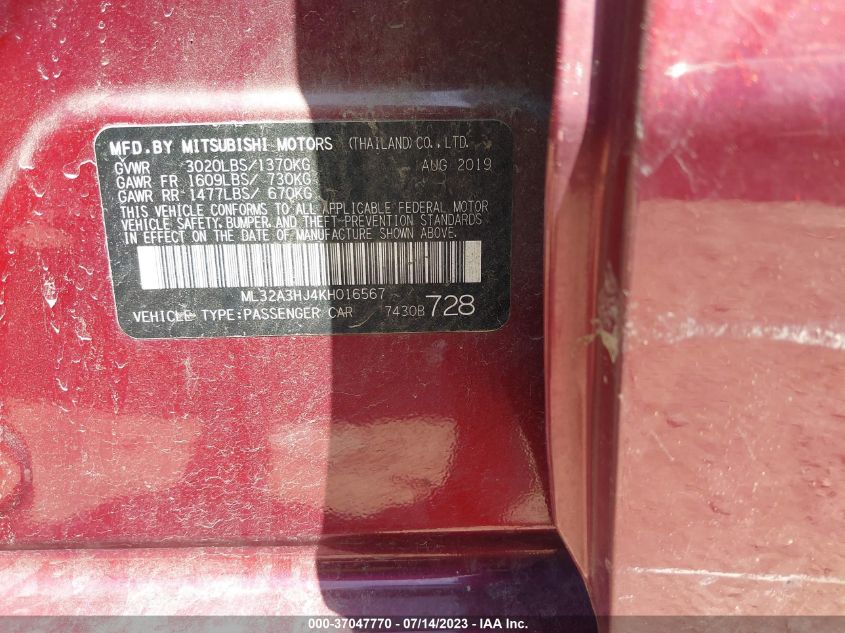 MFD.BY MITSUBISHI MOTORS (THAILAND)CO.,LTD.
GVWR 3020LBS/1370KG AUG 2019
GAWR FR 1609LBS/ 730KG
GAWR RR 1477LBS/ 670KG
THIS VEHICLE CONFORMS TO ALL APPLICABLE FEDERAL MOTOR
VEHICLE SAFETY, BUMPER, AND THEFT PREVENTION STANDARDS
IN EFFECT ON THE DATE OF MANUFACTURE SHOWN ABOVE.
ML32A3HJ4KH016567
VEHICLE TYPE:PASSENGER CAR 7430B 728
000-37047770 - 07/14/2023 - IAA Inc.